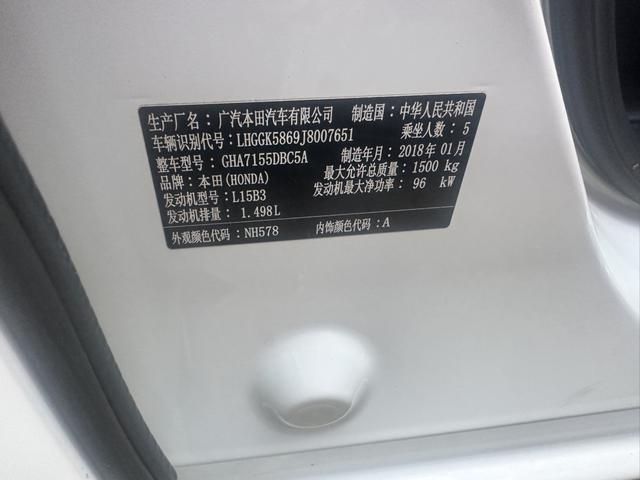 生产厂名：广汽本田汽车有限公司 制造国：中华人民共和国
车辆识别代号：LHGGK5869J8007651 乘坐人数：5
整车型号：GHA7155DBC5A 制造年月：2018年01月
品牌：本田(HONDA) 最大允许总质量：1500 kg
发动机型号：L15B3 发动机最大净功率：96 kW
发动机排量：1.498L
外观颜色代码：NH578 内饰颜色代码：A